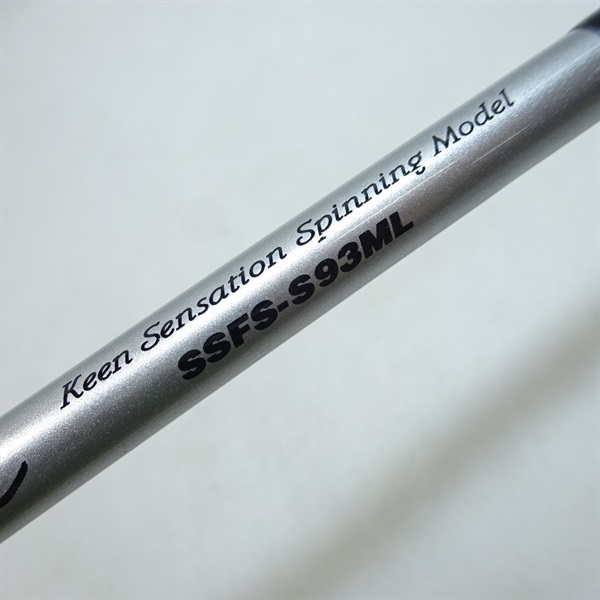 Keen Sensation Spinning Model
SSFS-S93ML